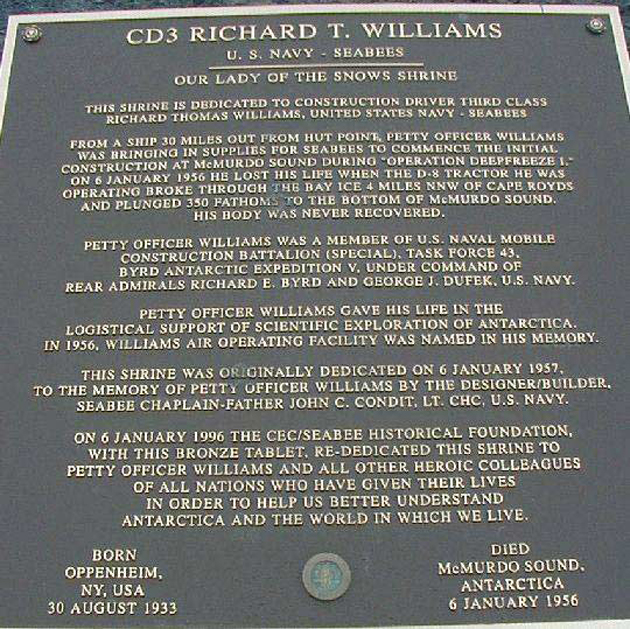 CD3 RICHARD T. WILLIAMS
U. S. NAVY - SEABEES
OUR LADY OF THE SNOWS SHRINE
THIS SHRINE IS DEDICATED TO CONSTRUCTION DRIVER THIRD CLASS
RICHARD THOMAS WILLIAMS, UNITED STATES NAVY - SEABEES
FROM A SHIP 30 MILES OUT FROM HUT POINT, PETTY OFFICER WILLIAMS
WAS BRINGING IN SUPPLIES FOR SEABEES TO COMMENCE THE INITIAL
CONSTRUCTION AT McMURDO SOUND DURING "OPERATION DEEPFREEZE I."
ON 6 JANUARY 1956 HE LOST HIS LIFE WHEN THE D-8 TRACTOR HE WAS
OPERATING BROKE THROUGH THE BAY ICE 4 MILES NNW OF CAPE ROYDS
AND PLUNGED 350 FATHOMS TO THE BOTTOM OF McMURDO SOUND.
HIS BODY WAS NEVER RECOVERED.
PETTY OFFICER WILLIAMS WAS A MEMBER OF U.S. NAVAL MOBILE
CONSTRUCTION BATTALION (SPECIAL), TASK FORCE 43,
BYRD ANTARCTIC EXPEDITION V, UNDER COMMAND OF
REAR ADMIRALS RICHARD E. BYRD AND GEORGE J. DUFEK, U.S. NAVY.
PETTY OFFICER WILLIAMS GAVE HIS LIFE IN THE
LOGISTICAL SUPPORT OF SCIENTIFIC EXPLORATION OF ANTARCTICA.
IN 1956, WILLIAMS AIR OPERATING FACILITY WAS NAMED IN HIS MEMORY.
THIS SHRINE WAS ORIGINALLY DEDICATED ON 6 JANUARY 1957,
TO THE MEMORY OF PETTY OFFICER WILLIAMS BY THE DESIGNER/BUILDER,
SEABEE CHAPLAIN-FATHER JOHN C. CONDIT, LT. CHC, U.S. NAVY.
ON 6 JANUARY 1996 THE CEC/SEABEE HISTORICAL FOUNDATION,
WITH THIS BRONZE TABLET, RE-DEDICATED THIS SHRINE TO
PETTY OFFICER WILLIAMS AND ALL OTHER HEROIC COLLEAGUES
OF ALL NATIONS WHO HAVE GIVEN THEIR LIVES
IN ORDER TO HELP US BETTER UNDERSTAND
ANTARCTICA AND THE WORLD IN WHICH WE LIVE.
BORN
OPPENHEIM,
NY, USA
30 AUGUST 1933
DIED
McMURDO SOUND,
ANTARCTICA
6 JANUARY 1956